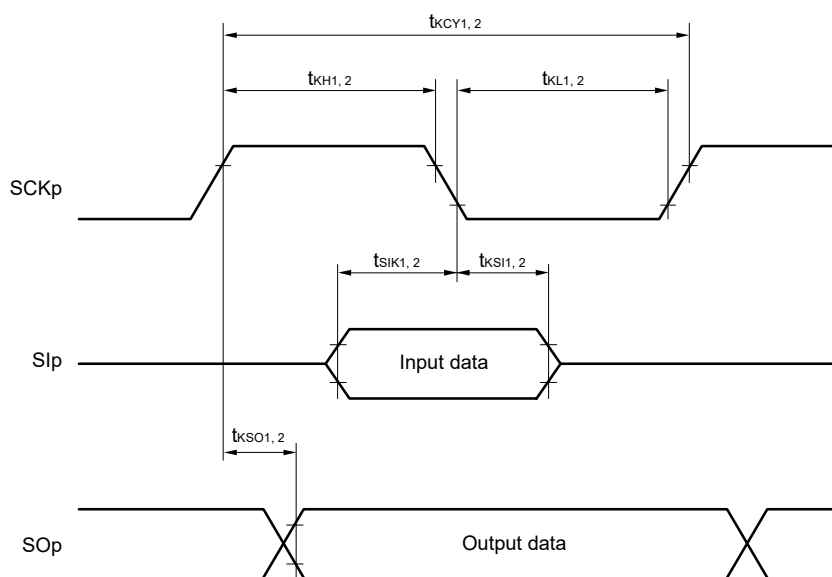 tKCY1, 2
tKH1, 2
tKL1, 2
SCKp
tSIK1, 2
tKSI1, 2
SIp
Input data
tKSO1, 2
SOp
Output data